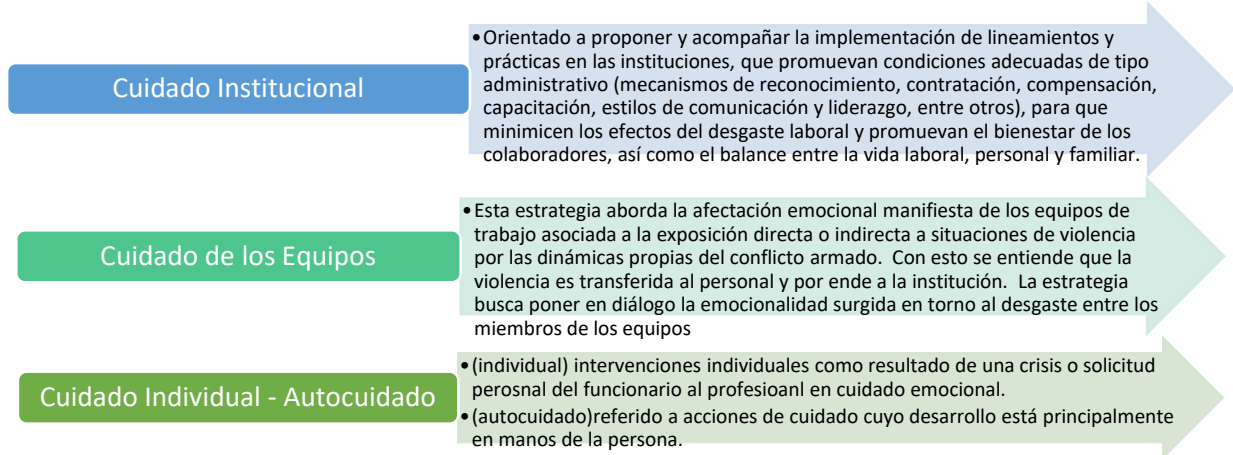 Cuidado Institucional
•Orientado a proponer y acompañar la implementación de lineamientos y
prácticas en las instituciones, que promuevan condiciones adecuadas de tipo
administrativo (mecanismos de reconocimiento, contratación, compensación,
capacitación, estilos de comunicación y liderazgo, entre otros), para que
minimicen los efectos del desgaste laboral y promuevan el bienestar de los
colaboradores, así como el balance entre la vida laboral, personal y familiar.
Cuidado de los Equipos
•Esta estrategia aborda la afectación emocional manifiesta de los equipos de
trabajo asociada a la exposición directa o indirecta a situaciones de violencia
por las dinámicas propias del conflicto armado. Con esto se entiende que la
violencia es transferida al personal y por ende a la institución. La estrategia
busca poner en diálogo la emocionalidad surgida en torno al desgaste entre los
miembros de los equipos
Cuidado Individual - Autocuidado
•(individual) intervenciones individuales como resultado de una crisis o solicitud
perosnal del funcionario al profesioanl en cuidado emocional.
•(autocuidado)referido a acciones de cuidado cuyo desarrollo está principalmente
en manos de la persona.